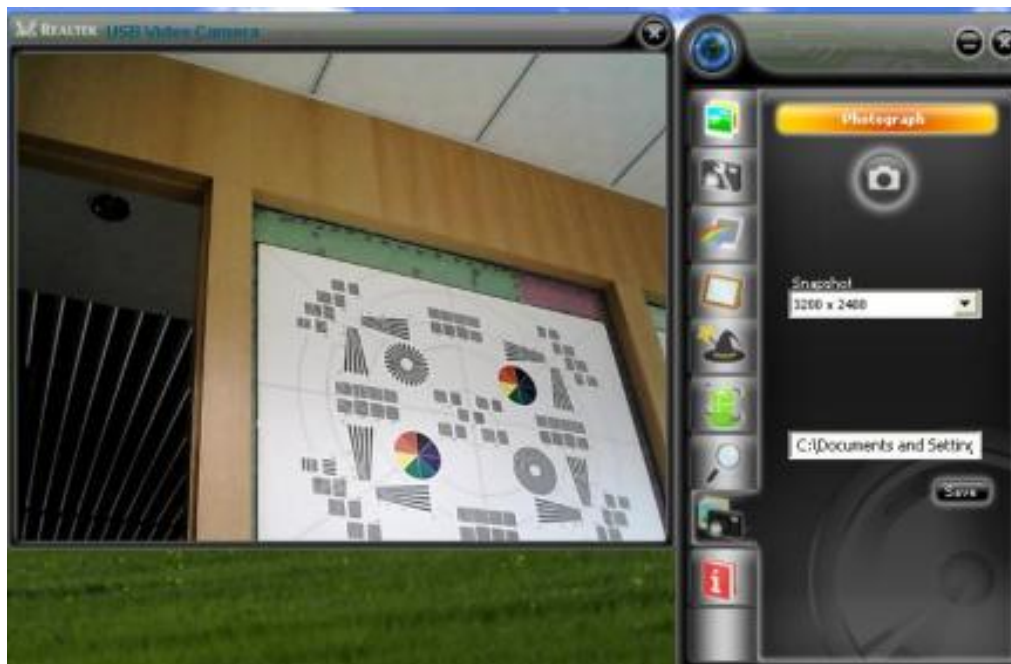 REALTEK USB Video Camera
Photograph
Snapshot
3200 x 2400
C:\Documents and Setting
Save